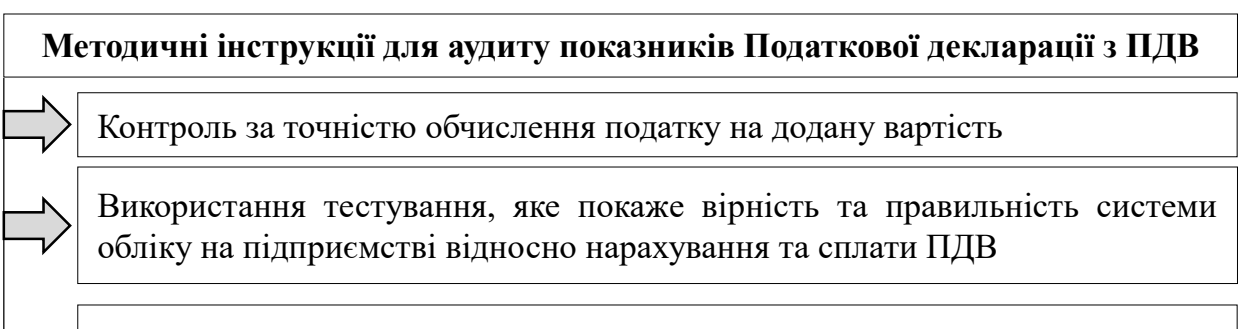 Методичні інструкції для аудиту показників Податкової декларації з ПДВ
Контроль за точністю обчислення податку на додану вартість
Використання тестування, яке покаже вірність та правильність системи
обліку на підприємстві відносно нарахування та сплати ПДВ